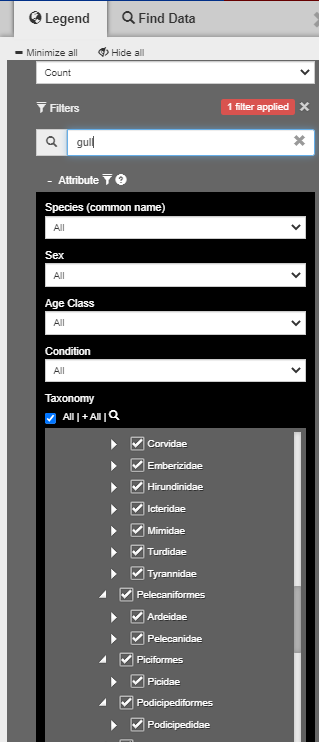 Legend Find Data
Minimize all Hide all
Count
Filters 1 filter applied
gull
- Attribute
Species (common name)
All
Sex
All
Age Class
All
Condition
All
Taxonomy
All | + All |
Corvidae
Emberizidae
Hirundinidae
Icteridae
Mimidae
Turdidae
Tyrannidae
Pelecaniformes
Ardeidae
Pelecanidae
Piciformes
Picidae
Podicipediformes
Podicipedidae